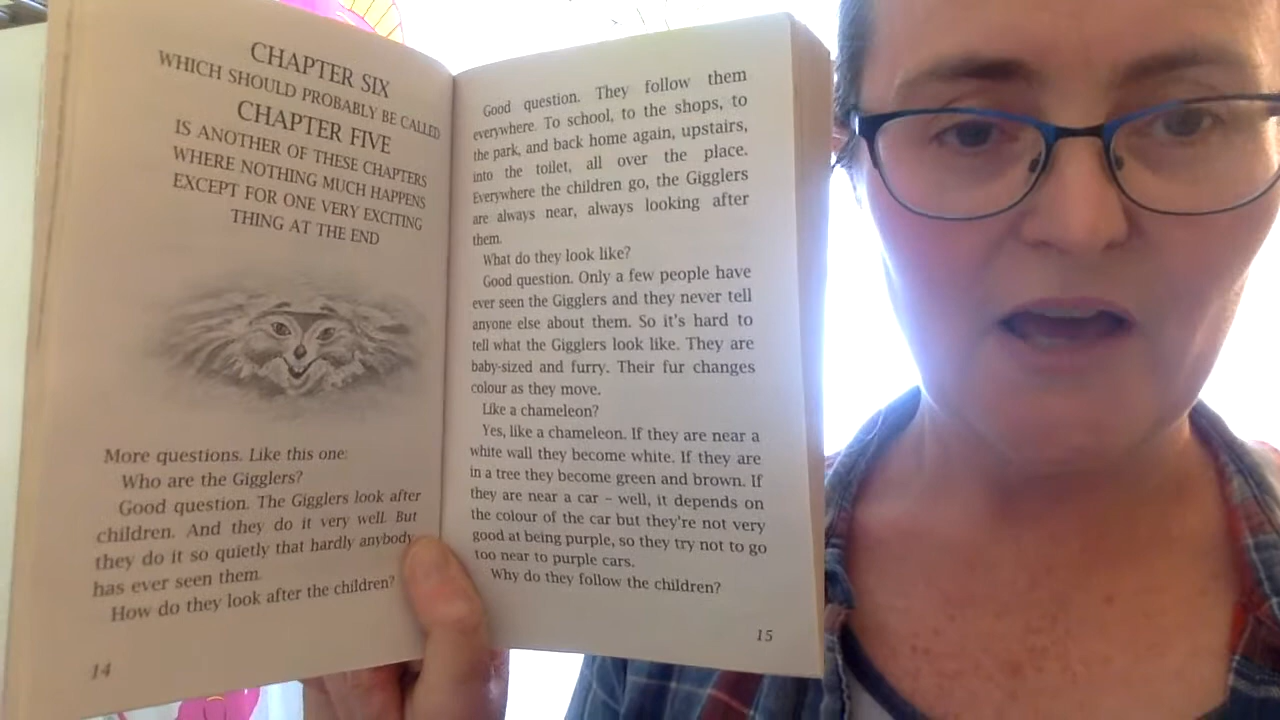 CHAPTER SIX
WHICH SHOULD PROBABLY BE CALLED
CHAPTER FIVE
IS ANOTHER OF THESE CHAPTERS
WHERE NOTHING MUCH HAPPENS
EXCEPT FOR ONE VERY EXCITING
THING AT THE END
More questions. Like this one:
Who are the Gigglers?
Good question. The Gigglers look after
children. And they do it very well. But
they do it so quietly that hardly anybody
has ever seen them.
How do they look after the children?
14
Good question. They follow them
everywhere. To school, to the shops, to
the park, and back home again, upstairs,
into the toilet, all over the place.
Everywhere the children go, the Gigglers
are always near, always looking after
them.
What do they look like?
Good question. Only a few people have
ever seen the Gigglers and they never tell
anyone else about them. So it's hard to
tell what the Gigglers look like. They are
baby-sized and furry. Their fur changes
colour as they move.
Like a chameleon?
Yes, like a chameleon. If they are near a
white wall they become white. If they are
in a tree they become green and brown. If
they are near a car – well, it depends on
the colour of the car but they're not very
good at being purple, so they try not to go
too near to purple cars.
Why do they follow the children?
15